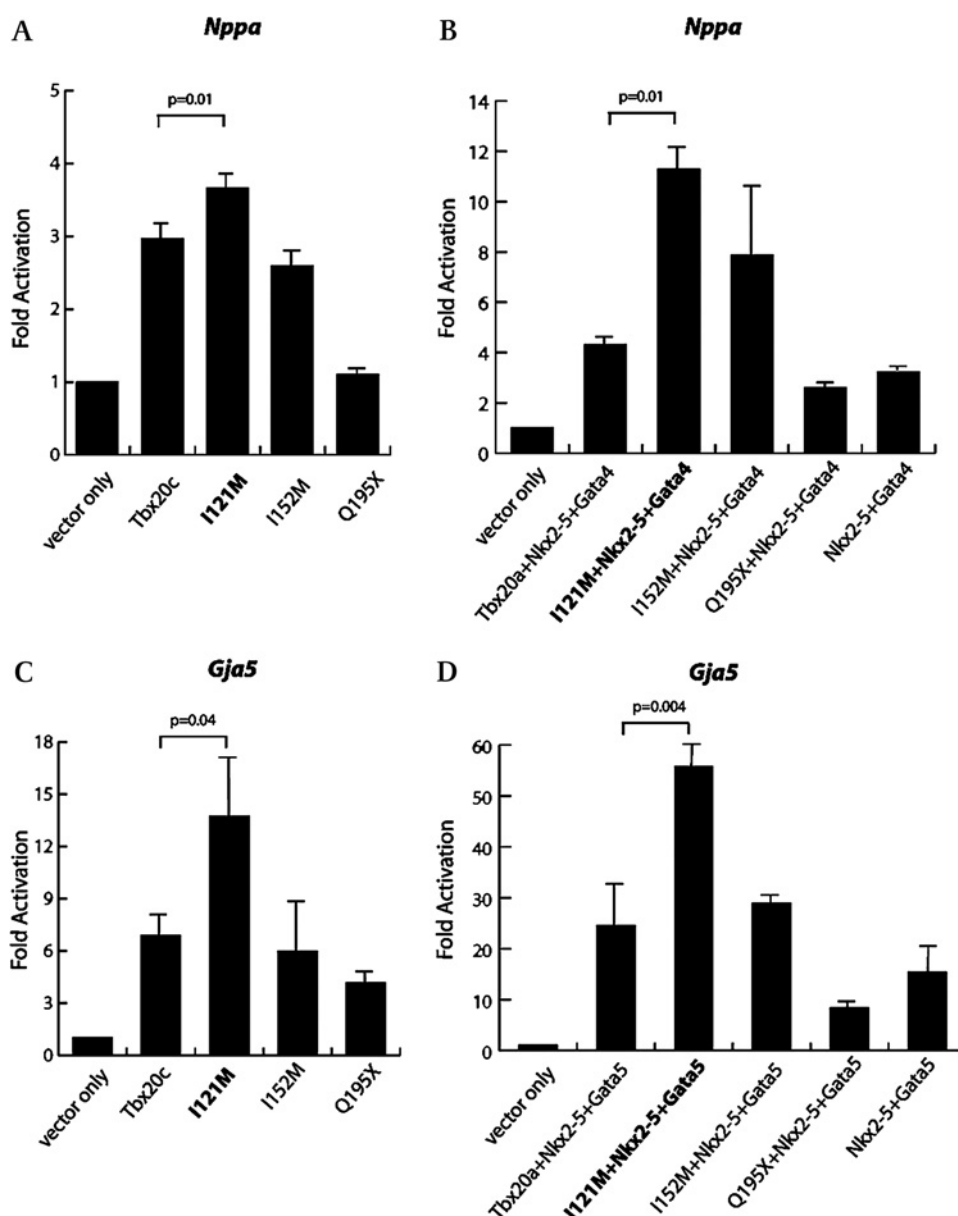 A
Nppa
p=0.01
Fold Activation
5
4
3
2
1
0
vector only
Tbx20c
I121M
I152M
Q195X
B
Nppa
p=0.01
Fold Activation
14
12
10
8
6
4
2
0
vector only
Tbx20a+Nkx2-5+Gata4
I121M+Nkx2-5+Gata4
I152M+Nkx2-5+Gata4
Q195X+Nkx2-5+Gata4
Nkx2-5+Gata4
C
Gja5
p=0.04
Fold Activation
18
15
12
9
6
3
0
vector only
Tbx20c
I121M
I152M
Q195X
D
Gja5
p=0.004
Fold Activation
60
50
40
30
20
10
0
vector only
Tbx20a+Nkx2-5+Gata5
I121M+Nkx2-5+Gata5
I152M+Nkx2-5+Gata5
Q195X+Nkx2-5+Gata5
Nkx2-5+Gata5